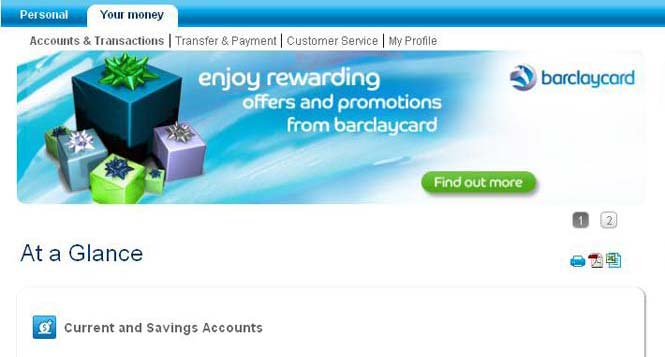 Personal
Your money
Accounts & Transactions | Transfer & Payment | Customer Service | My Profile
enjoy rewarding
offers and promotions
from barclaycard
barclaycard
Find out more
1 2
At a Glance
Current and Savings Accounts